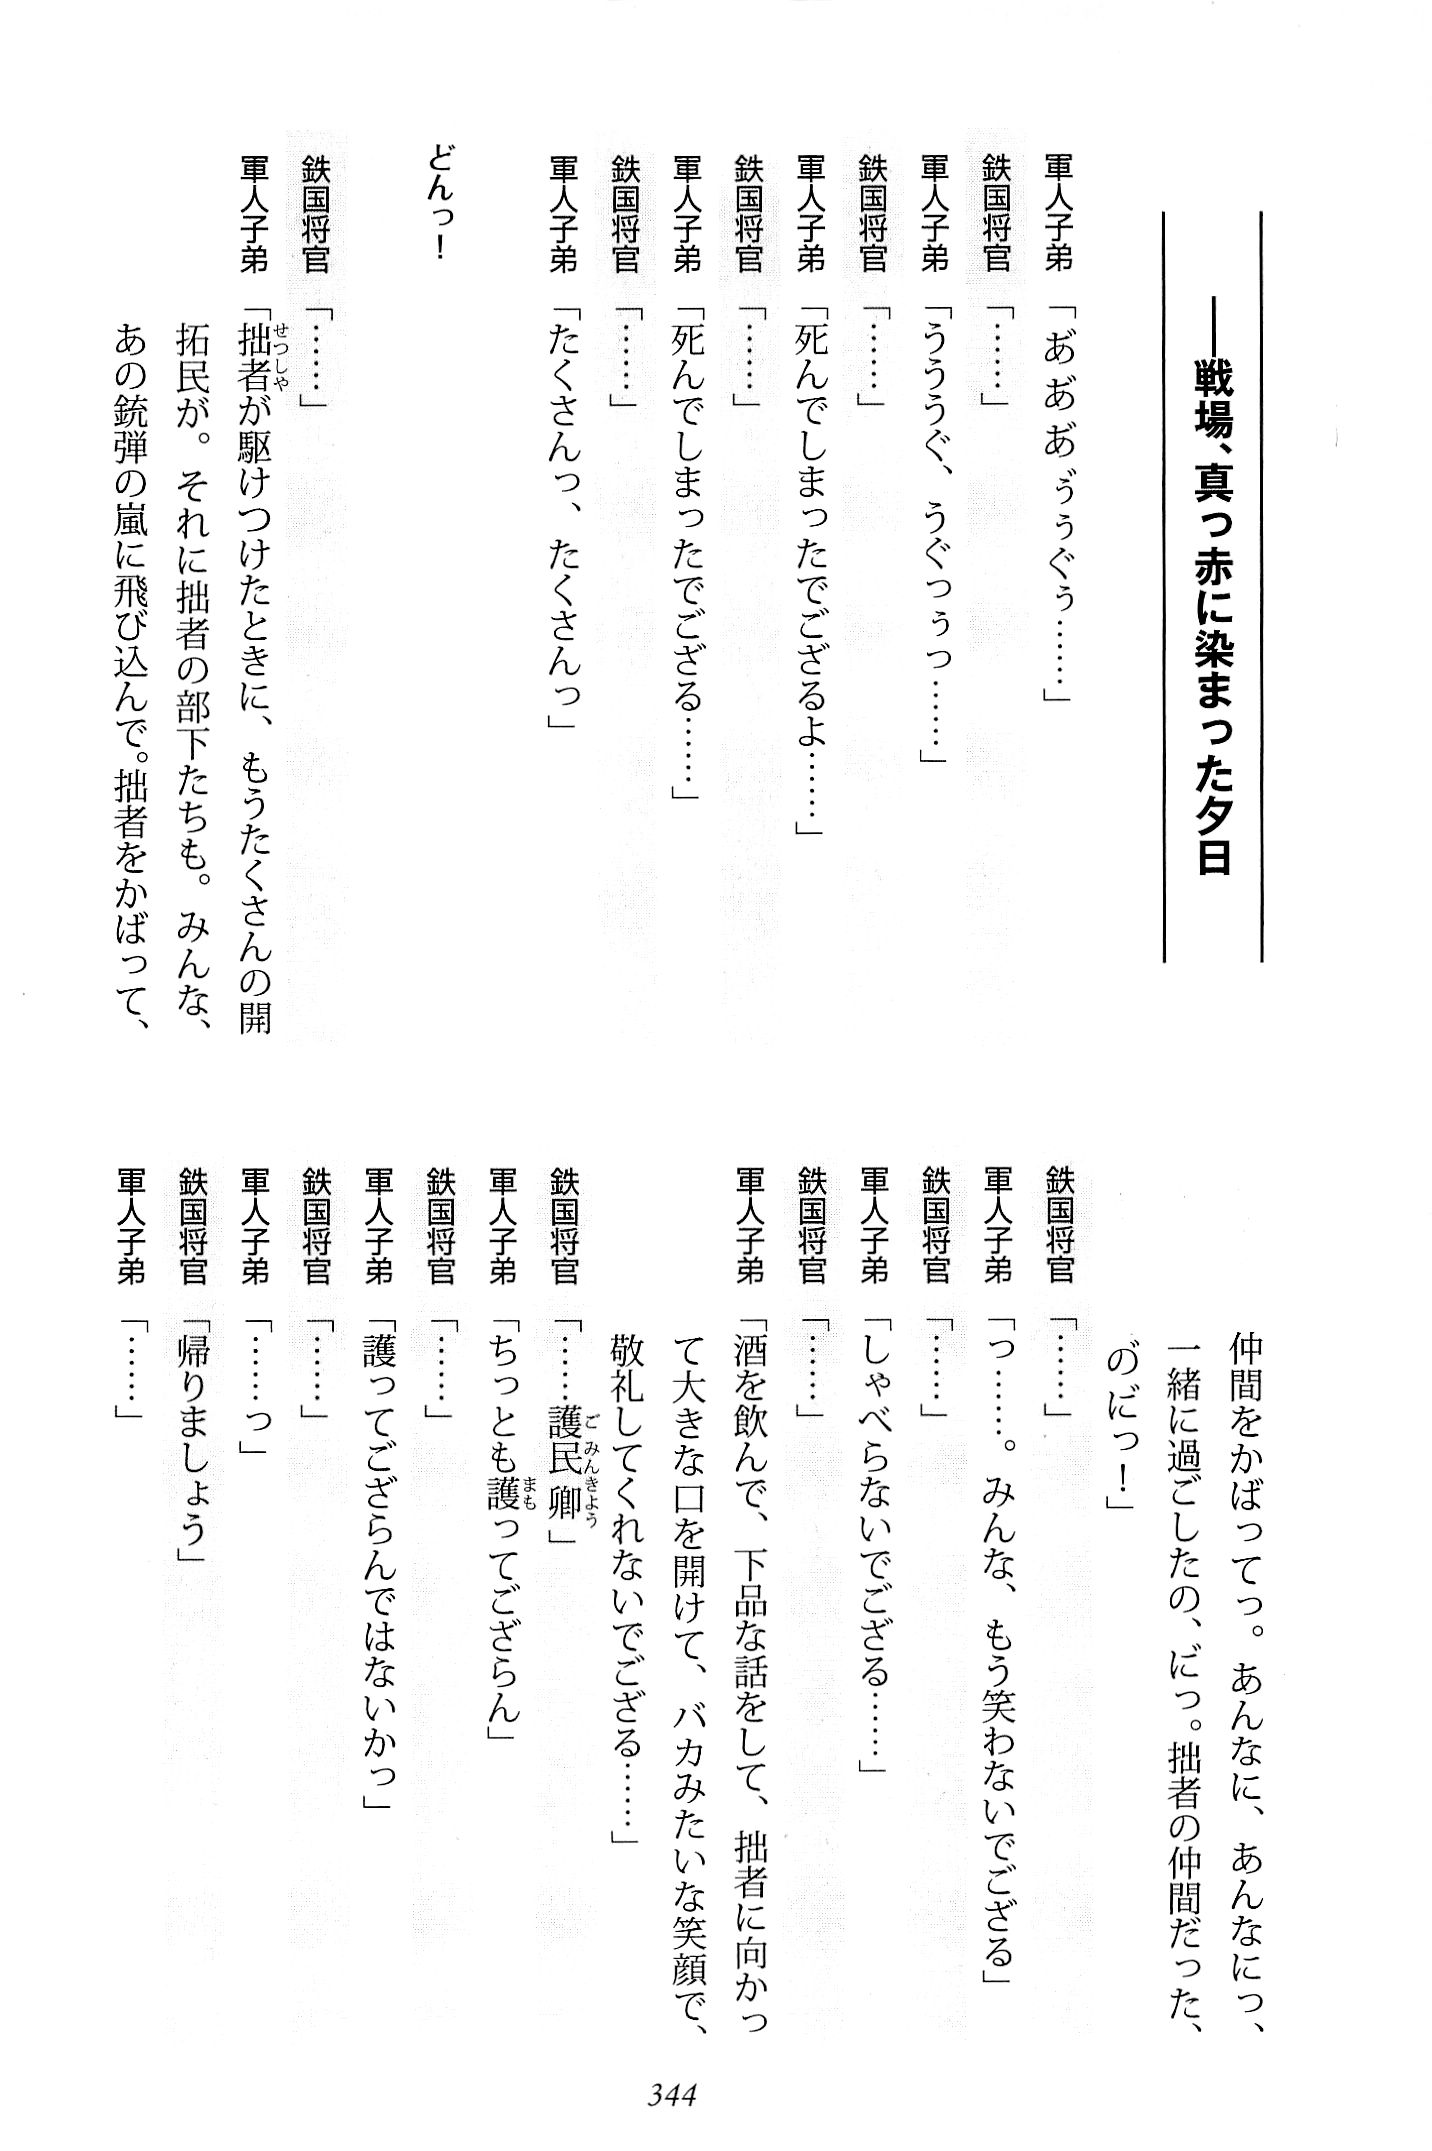 ――戦場、真っ赤に染まった夕日
軍人子弟「あ゛あ゛あ゛う゛ぅぐぅ……」
鉄国将官「……」
軍人子弟「うううぐ、うぐっぅっ……」
鉄国将官「……」
軍人子弟「死んでしまったでござるよ……」
鉄国将官「……」
軍人子弟「死んでしまったでござる……」
鉄国将官「……」
軍人子弟「たくさんっ、たくさんっ」
どんっ！
鉄国将官「……」
軍人子弟「拙者が駆けつけたときに、もうたくさんの開
拓民が。それに拙者の部下たちも。みんな、
あの銃弾の嵐に飛び込んで。拙者をかばって、
仲間をかばってっ。あんなに、あんなにっ、
一緒に過ごしたの、に゛っ。拙者の仲間だった、
の゛に゛っ！」
鉄国将官「……」
軍人子弟「っ……。みんな、もう笑わないでござる」
鉄国将官「……」
軍人子弟「しゃべらないでござる……」
鉄国将官「……」
軍人子弟「酒を飲んで、下品な話をして、拙者に向かっ
て大きな口を開けて、バカみたいな笑顔で、
敬礼してくれないでござる……」
鉄国将官「……護民卿」
軍人子弟「ちっとも護ってござらん」
鉄国将官「……」
軍人子弟「護ってござらんではないかっ」
鉄国将官「……」
軍人子弟「……っ」
鉄国将官「帰りましょう」
軍人子弟「……」
344